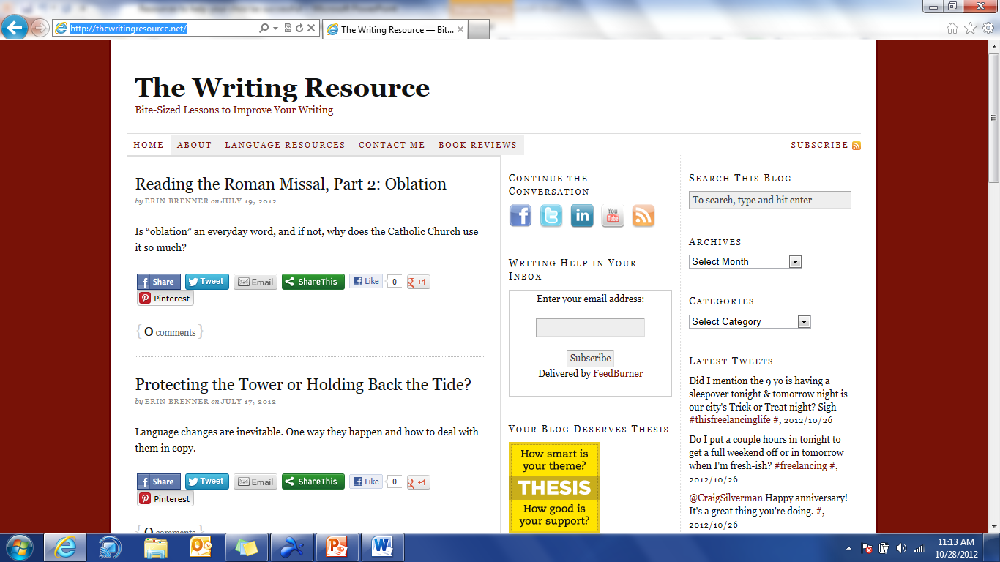 Resources to keep your child be successful - Microsoft PowerPoint
http://thewritingresource.net/
The Writing Resource — Bit...
The Writing Resource
Bite-Sized Lessons to Improve Your Writing
HOME ABOUT LANGUAGE RESOURCES CONTACT ME BOOK REVIEWS SUBSCRIBE
Reading the Roman Missal, Part 2: Oblation
by ERIN BRENNER on JULY 19, 2012
Is “oblation” an everyday word, and if not, why does the Catholic Church use
it so much?
Share Tweet Email ShareThis Like 0 +1
Pinterest
{ 0 comments }
Protecting the Tower or Holding Back the Tide?
by ERIN BRENNER on JULY 17, 2012
Language changes are inevitable. One way they happen and how to deal with
them in copy.
Share Tweet Email ShareThis Like 0 +1
Pinterest
{ 0 comments }
CONTINUE THE
CONVERSATION
You
Tube
WRITING HELP IN YOUR
INBOX
Enter your email address:
Subscribe
Delivered by FeedBurner
YOUR BLOG DESERVES THESIS
How smart is
your theme?
THESIS
How good is
your support?
SEARCH THIS BLOG
To search, type and hit enter
ARCHIVES
Select Month
CATEGORIES
Select Category
LATEST TWEETS
Did I mention the 9 yo is having a
sleepover tonight & tomorrow night is
our city's Trick or Treat night? Sigh
#thisfreelancinglife #, 2012/10/26
Do I put a couple hours in tonight to
get a full weekend off or in tomorrow
when I'm fresh-ish? #freelancing #,
2012/10/26
@CraigSilverman Happy anniversary!
It's a great thing you're doing. #,
2012/10/26
11:13 AM
10/28/2012